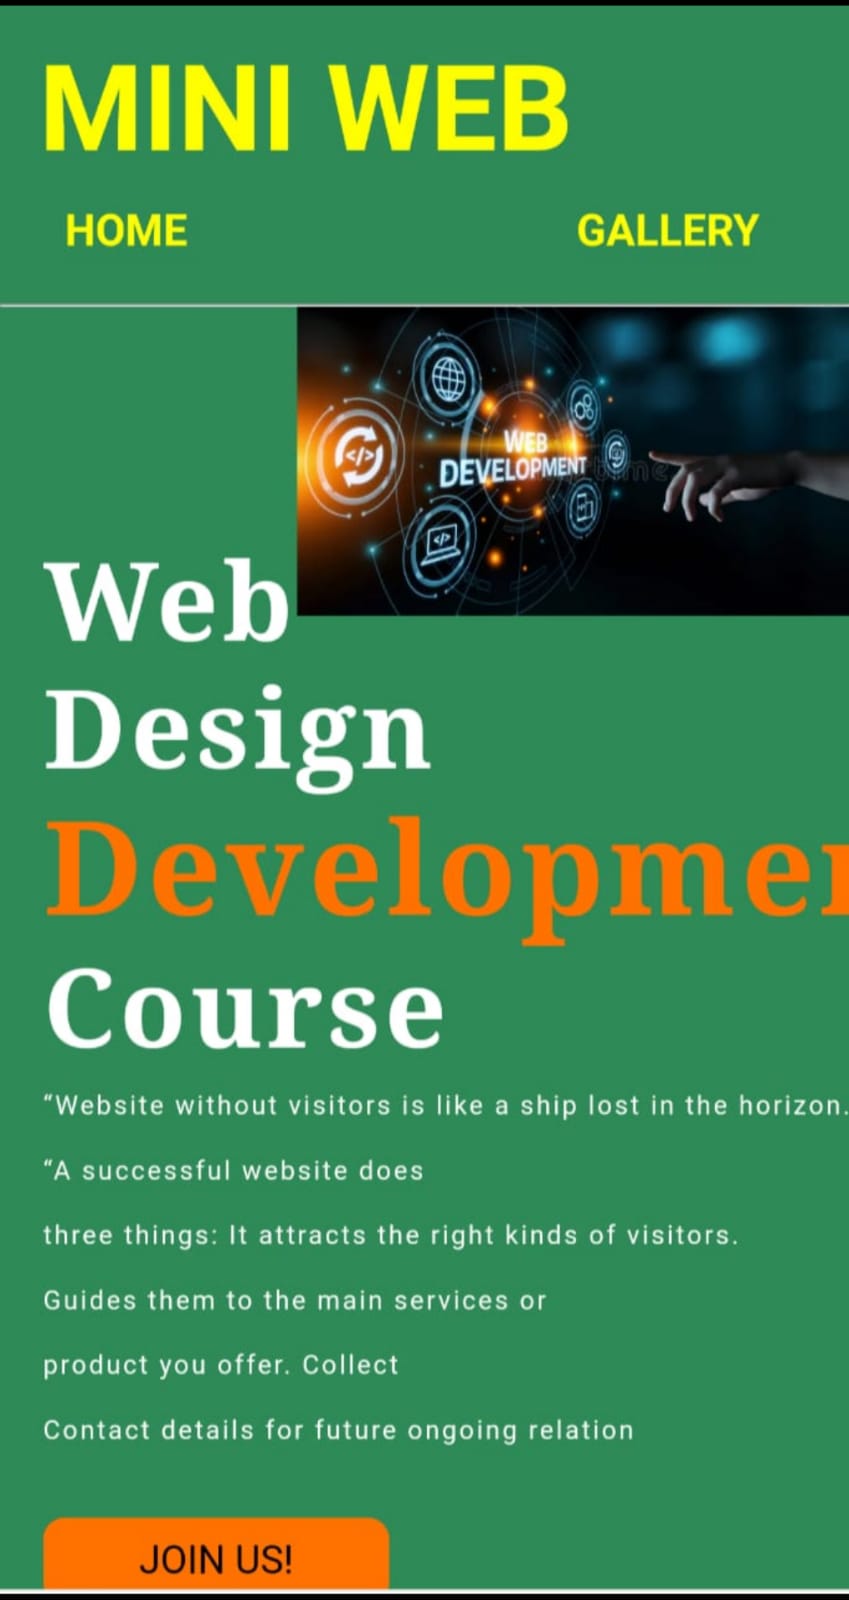 MINI WEB
HOME GALLERY
WEB
DEVELOPMENT
Web
Design
Course
“Website without visitors is like a ship lost in the horizon.
“A successful website does
three things: It attracts the right kinds of visitors.
Guides them to the main services or
product you offer. Collect
Contact details for future ongoing relation
JOIN US!